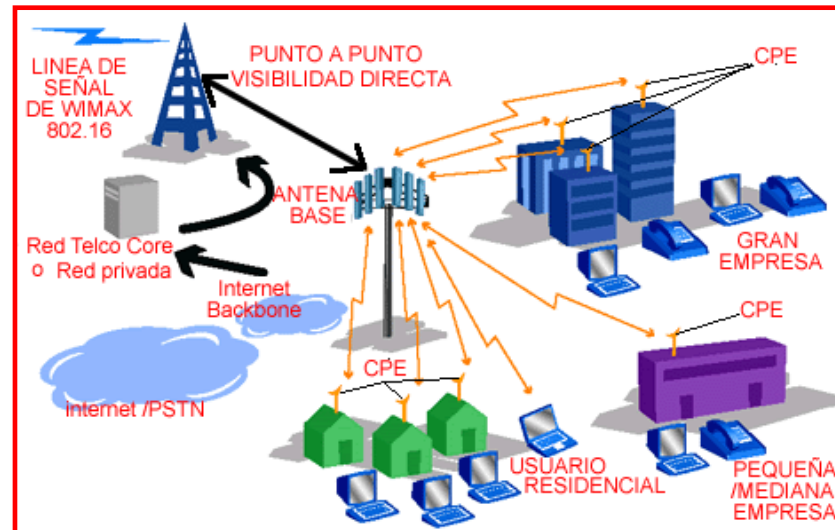 LINEA DE
SEÑAL
DE WIMAX
802.16
PUNTO A PUNTO
VISIBILIDAD DIRECTA
CPE
ANTENA
BASE
Red Telco Core
o Red privada
Internet
Backbone
internet /PSTN
GRAN
EMPRESA
CPE
CPE
USUARIO
RESIDENCIAL
PEQUEÑA
/MEDIANA
EMPRESA